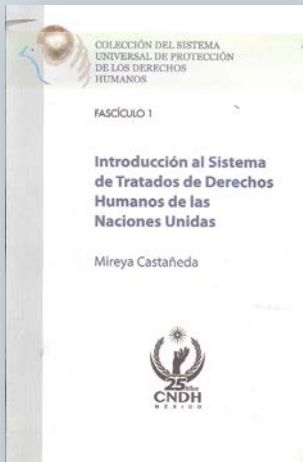 COLECCIÓN DEL SISTEMA
UNIVERSAL DE PROTECCIÓN
DE LOS DERECHOS
HUMANOS
FASCÍCULO 1
Introducción al Sistema
de Tratados de Derechos
Humanos de las
Naciones Unidas
Mireya Castañeda
25 Años
CNDH
MÉXICO